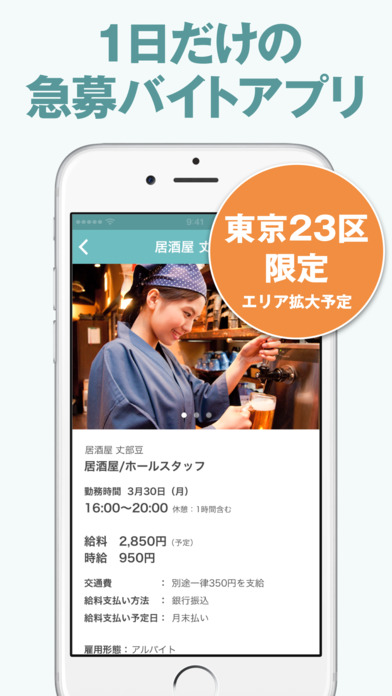 1日だけの
急募バイトアプリ
東京23区
限定
エリア拡大予定
9:41
居酒屋 丈
居酒屋 丈部豆
居酒屋/ホールスタッフ
勤務時間 3月30日（月）
16:00〜20:00 休憩：1時間含む
給料 2,850円（予定）
時給 950円
交通費 ： 別途一律350円を支給
給料支払い方法 ： 銀行振込
給料支払い予定日： 月末払い
雇用形態：アルバイト